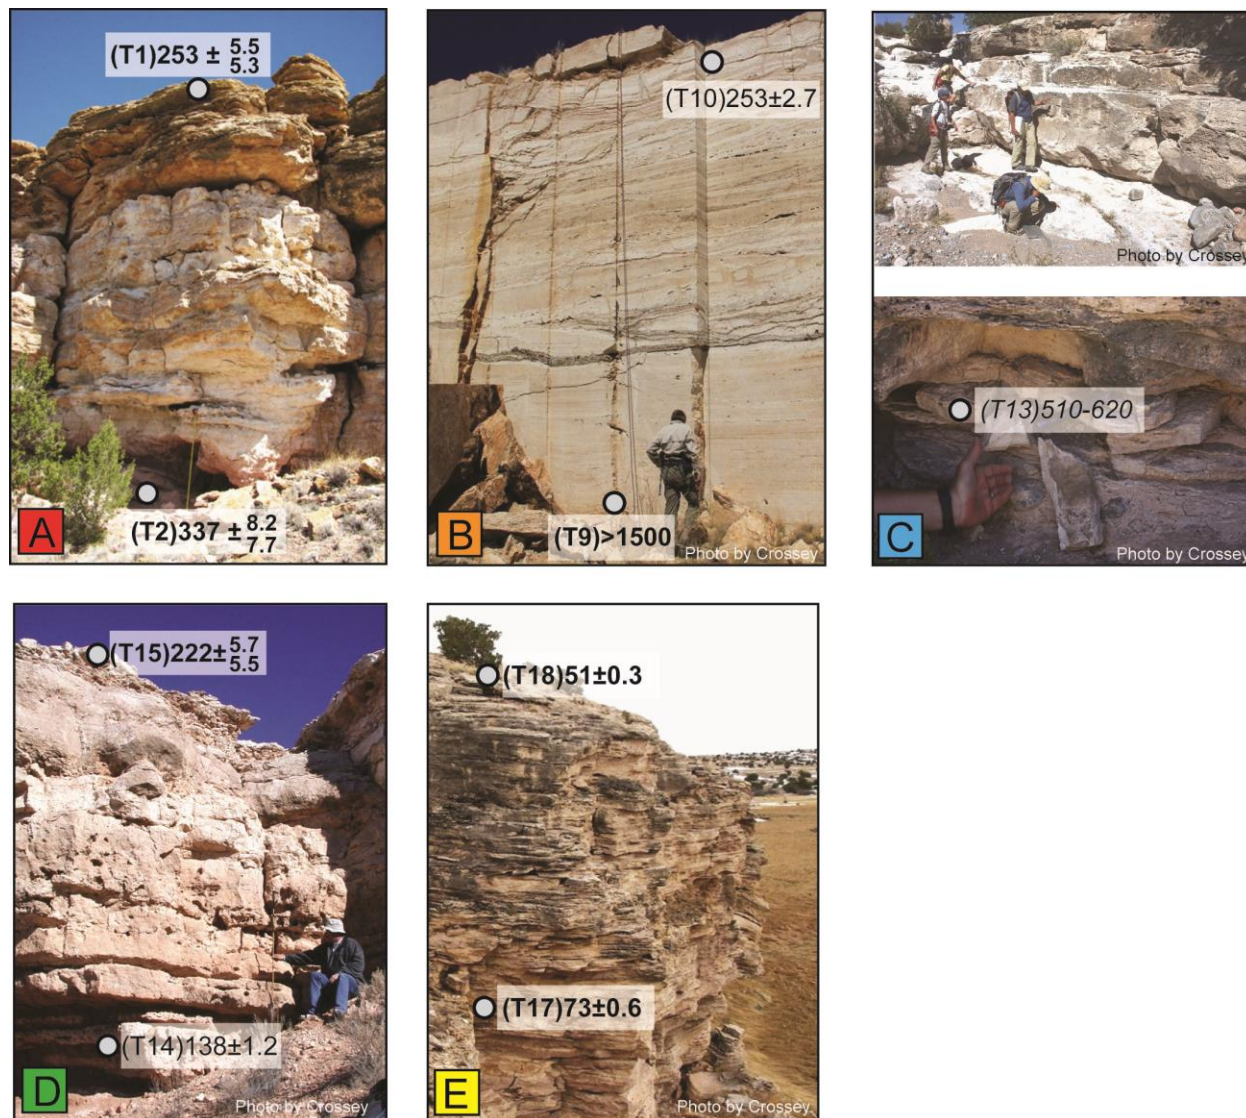 (T1)253 ± 5.5
5.3
(T2)337 ± 8.2
7.7
A
(T10)253±2.7
(T9)>1500
B
Photo by Crossey
Photo by Crossey
(T13)510-620
C
Photo by Crossey
(T15)222± 5.7
5.5
(T14)138±1.2
D
Photo by Crossey
(T18)51±0.3
(T17)73±0.6
E
Photo by Crossey